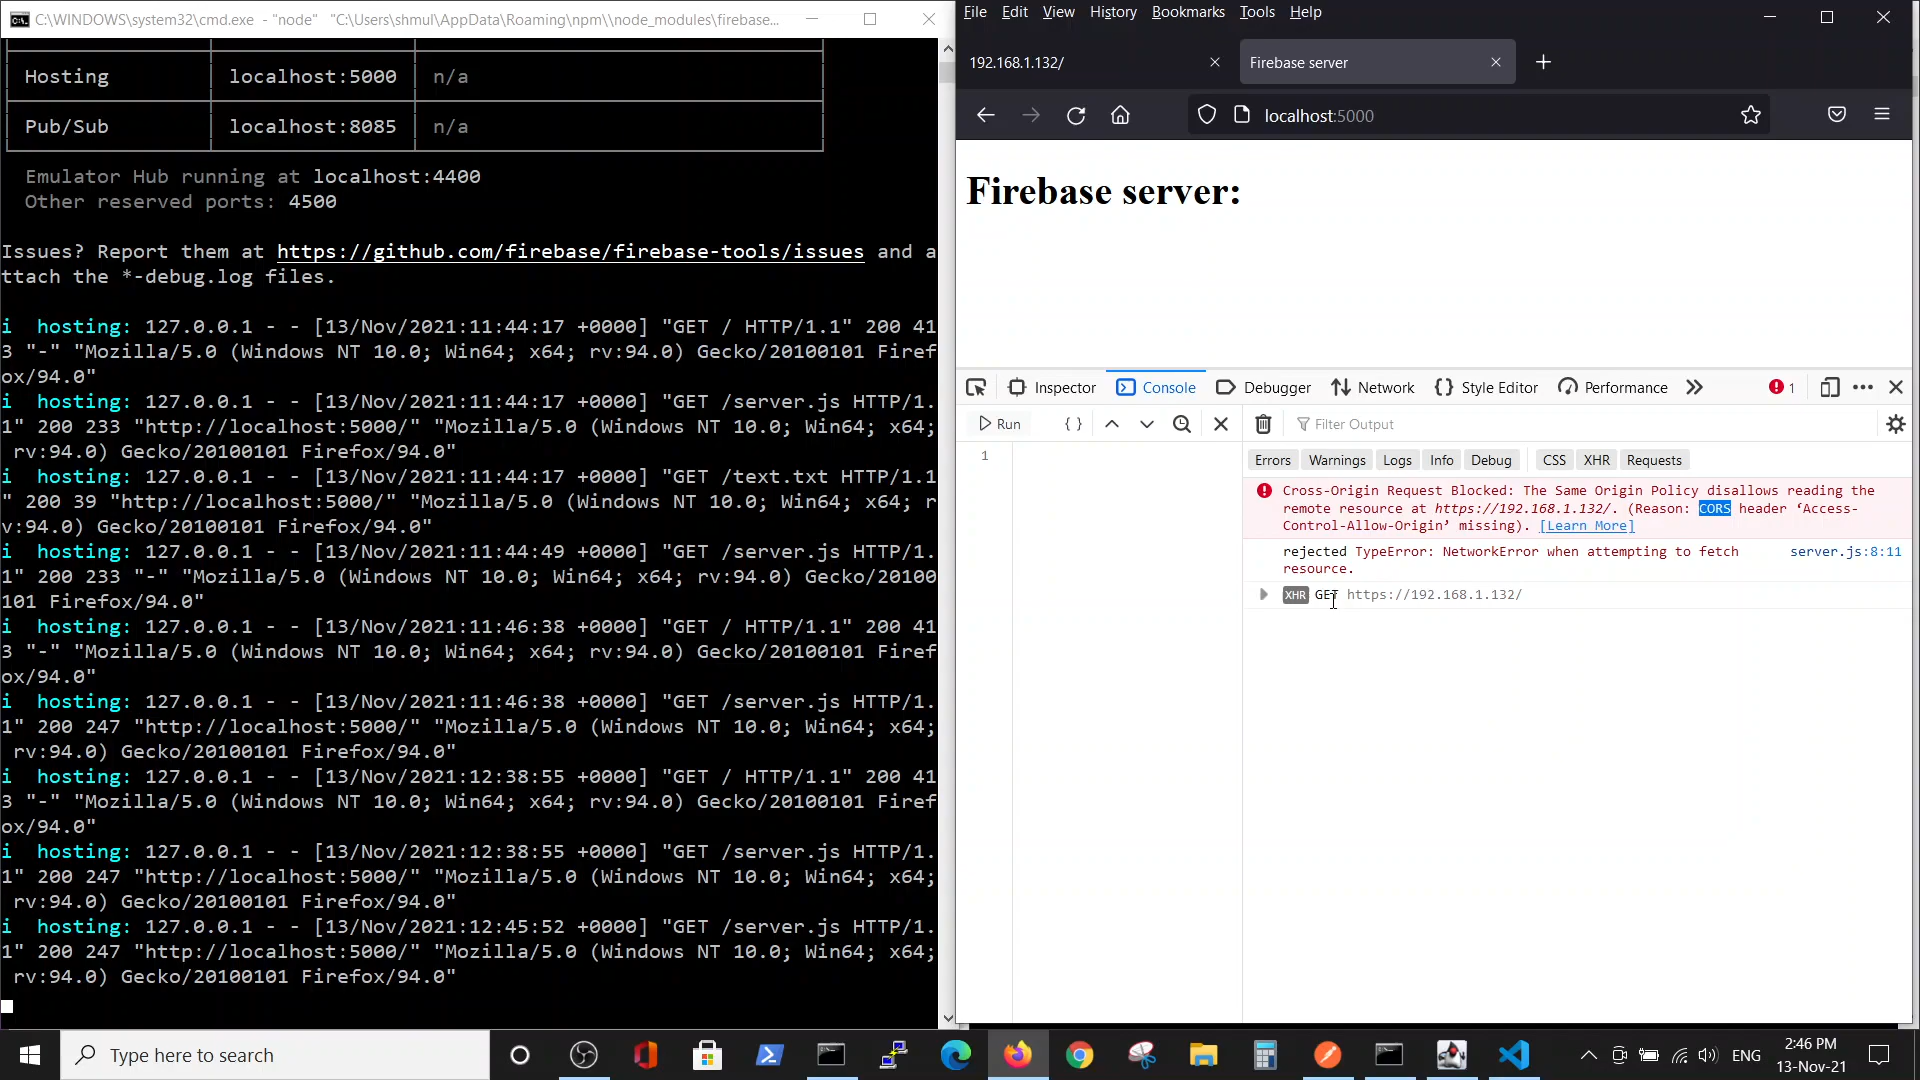 C:\WINDOWS\system32\cmd.exe - "node" "C:\Users\shmul\AppData\Roaming\npm\\node_modules\firebase...
Hosting localhost:5000 n/a
Pub/Sub localhost:8085 n/a
Emulator Hub running at localhost:4400
Other reserved ports: 4500
Issues? Report them at https://github.com/firebase/firebase-tools/issues and a
ttach the *-debug.log files.
i hosting: 127.0.0.1 - - [13/Nov/2021:11:44:17 +0000] "GET / HTTP/1.1" 200 41
3 "-" "Mozilla/5.0 (Windows NT 10.0; Win64; x64; rv:94.0) Gecko/20100101 Firef
ox/94.0"
i hosting: 127.0.0.1 - - [13/Nov/2021:11:44:17 +0000] "GET /server.js HTTP/1.
1" 200 233 "http://localhost:5000/" "Mozilla/5.0 (Windows NT 10.0; Win64; x64;
rv:94.0) Gecko/20100101 Firefox/94.0"
i hosting: 127.0.0.1 - - [13/Nov/2021:11:44:17 +0000] "GET /text.txt HTTP/1.1
" 200 39 "http://localhost:5000/" "Mozilla/5.0 (Windows NT 10.0; Win64; x64; r
v:94.0) Gecko/20100101 Firefox/94.0"
i hosting: 127.0.0.1 - - [13/Nov/2021:11:44:49 +0000] "GET /server.js HTTP/1.
1" 200 233 "-" "Mozilla/5.0 (Windows NT 10.0; Win64; x64; rv:94.0) Gecko/20100
101 Firefox/94.0"
i hosting: 127.0.0.1 - - [13/Nov/2021:11:46:38 +0000] "GET / HTTP/1.1" 200 41
3 "-" "Mozilla/5.0 (Windows NT 10.0; Win64; x64; rv:94.0) Gecko/20100101 Firef
ox/94.0"
i hosting: 127.0.0.1 - - [13/Nov/2021:11:46:38 +0000] "GET /server.js HTTP/1.
1" 200 247 "http://localhost:5000/" "Mozilla/5.0 (Windows NT 10.0; Win64; x64;
rv:94.0) Gecko/20100101 Firefox/94.0"
i hosting: 127.0.0.1 - - [13/Nov/2021:12:38:55 +0000] "GET / HTTP/1.1" 200 41
3 "-" "Mozilla/5.0 (Windows NT 10.0; Win64; x64; rv:94.0) Gecko/20100101 Firef
ox/94.0"
i hosting: 127.0.0.1 - - [13/Nov/2021:12:38:55 +0000] "GET /server.js HTTP/1.
1" 200 247 "http://localhost:5000/" "Mozilla/5.0 (Windows NT 10.0; Win64; x64;
rv:94.0) Gecko/20100101 Firefox/94.0"
i hosting: 127.0.0.1 - - [13/Nov/2021:12:45:52 +0000] "GET /server.js HTTP/1.
1" 200 247 "http://localhost:5000/" "Mozilla/5.0 (Windows NT 10.0; Win64; x64;
rv:94.0) Gecko/20100101 Firefox/94.0"
File Edit View History Bookmarks Tools Help
192.168.1.132/ Firebase server
localhost:5000
Firebase server:
Inspector Console Debugger Network Style Editor Performance 1
Run { } Filter Output
1
Errors Warnings Logs Info Debug CSS XHR Requests
Cross-Origin Request Blocked: The Same Origin Policy disallows reading the
remote resource at https://192.168.1.132/. (Reason: CORS header ‘Access-
Control-Allow-Origin’ missing). [Learn More]
rejected TypeError: NetworkError when attempting to fetch server.js:8:11
resource.
XHR GET https://192.168.1.132/
Type here to search
ENG
2:46 PM
13-Nov-21